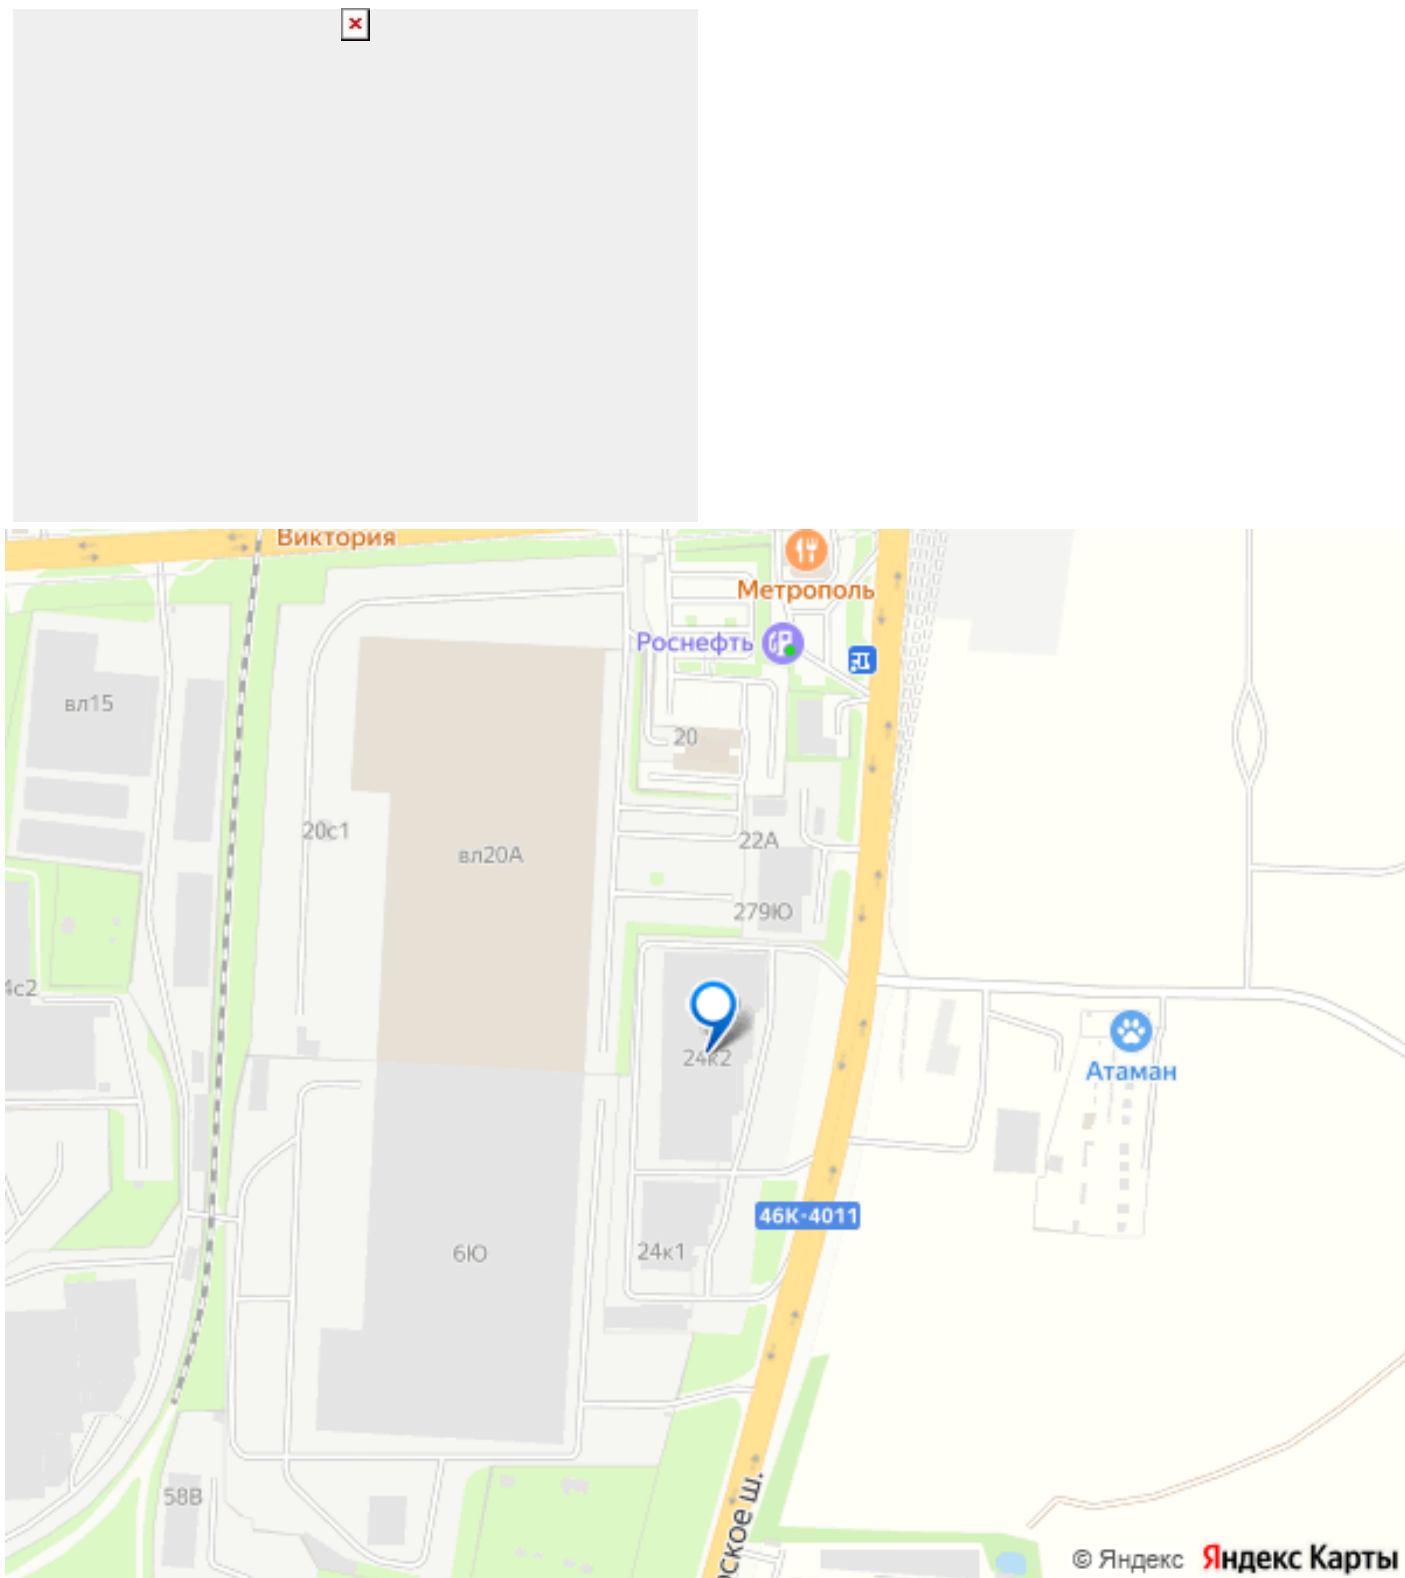 Виктория
Метрополь
Роснефть
вл15
20
20с1
22А
вл20А
279Ю
4с2
24к2
Атаман
46К-4011
24к1
6Ю
58В
рское ш.
© Яндекс Яндекс Карты